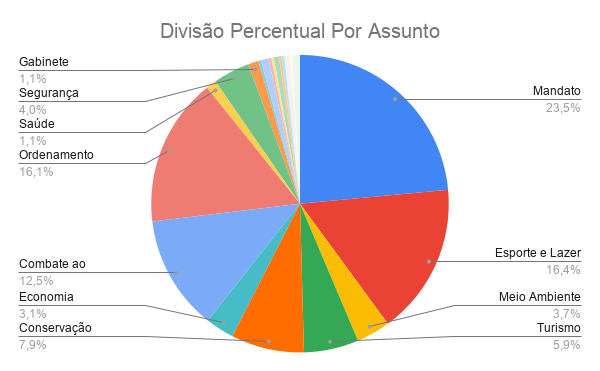 Divisão Percentual Por Assunto
Gabinete
1,1%
Segurança
4,0%
Saúde
1,1%
Ordenamento
16,1%
Combate ao
12,5%
Economia
3,1%
Conservação
7,9%
Mandato
23,5%
Esporte e Lazer
16,4%
Meio Ambiente
3,7%
Turismo
5,9%